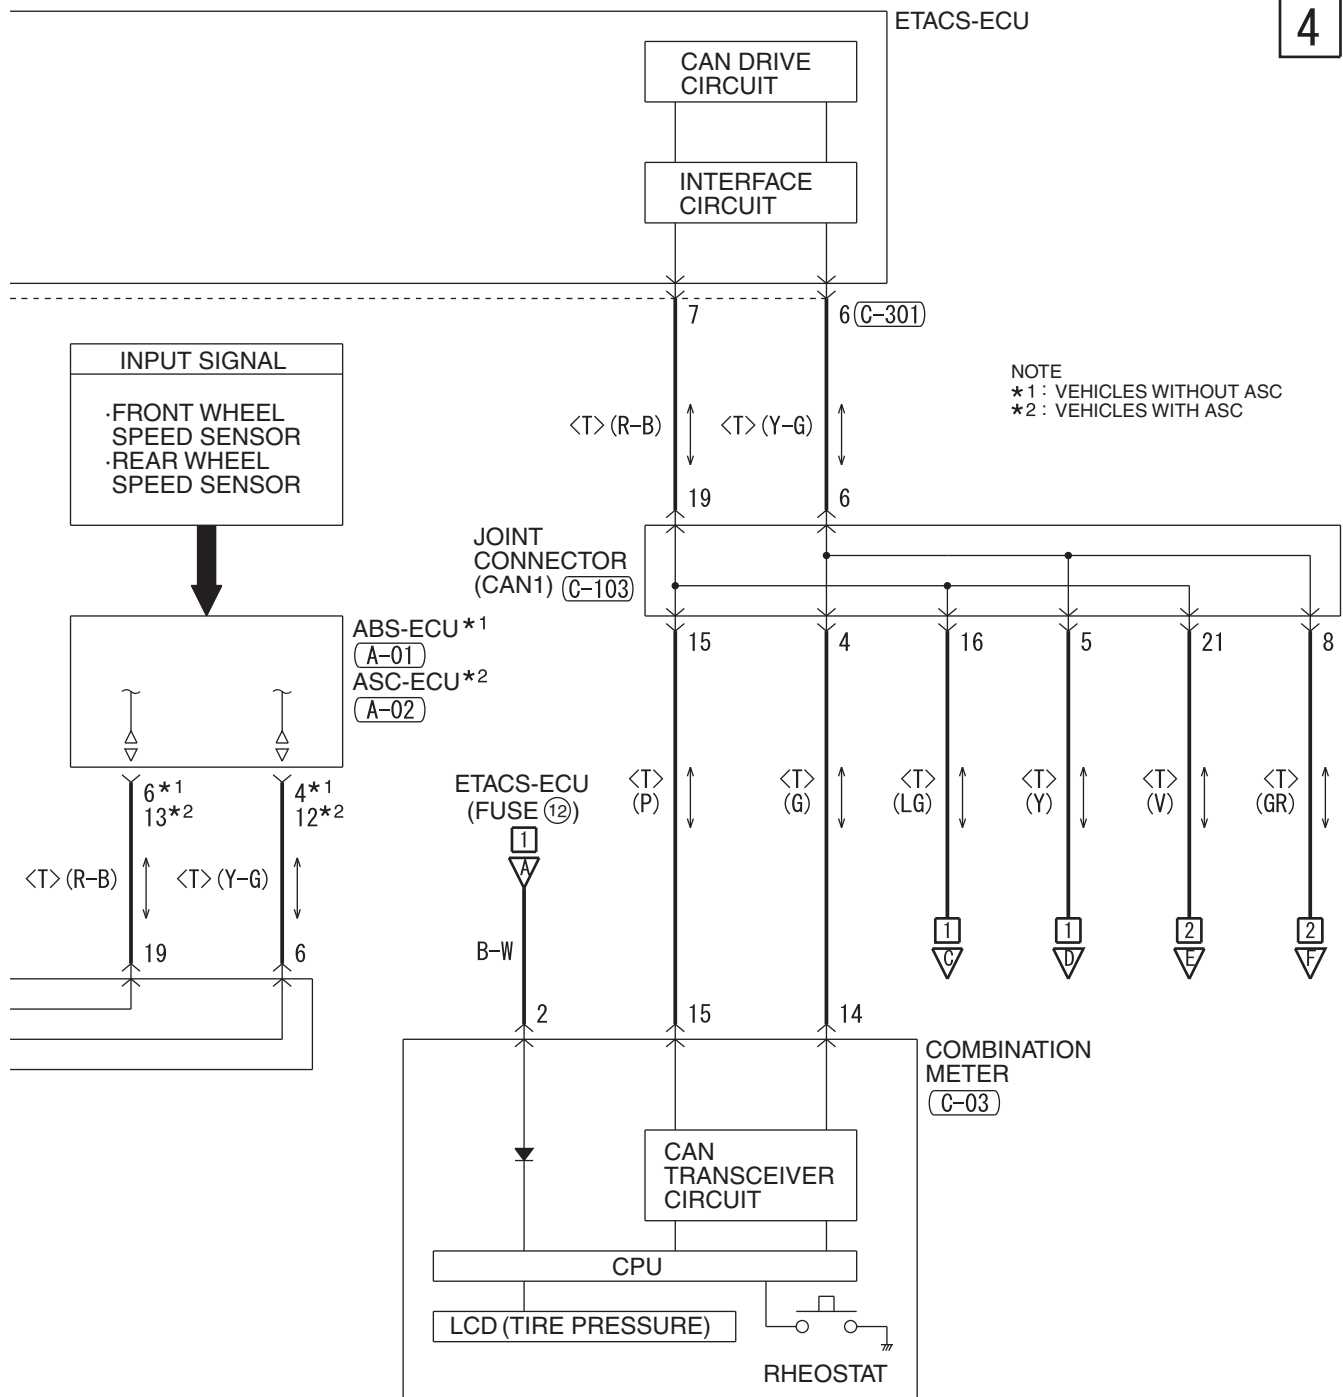 ETACS-ECU
4
CAN DRIVE
CIRCUIT
INTERFACE
CIRCUIT
7
6 (C-301)
INPUT SIGNAL
·FRONT WHEEL
SPEED SENSOR
·REAR WHEEL
SPEED SENSOR
NOTE
*1: VEHICLES WITHOUT ASC
*2: VEHICLES WITH ASC
<T>(R-B)
<T>(Y-G)
19
6
JOINT
CONNECTOR
(CAN1) (C-103)
ABS-ECU*1
A-01
ASC-ECU*2
A-02
15
4
16
5
21
8
6*1
13*2
4*1
12*2
ETACS-ECU
(FUSE 12)
1
A
<T>
(P)
<T>
(G)
<T>
(LG)
<T>
(Y)
<T>
(V)
<T>
(GR)
<T>(R-B)
<T>(Y-G)
19
6
B-W
1
C
1
D
2
E
2
F
2
15
14
COMBINATION
METER
C-03
CAN
TRANSCEIVER
CIRCUIT
CPU
LCD (TIRE PRESSURE)
RHEOSTAT